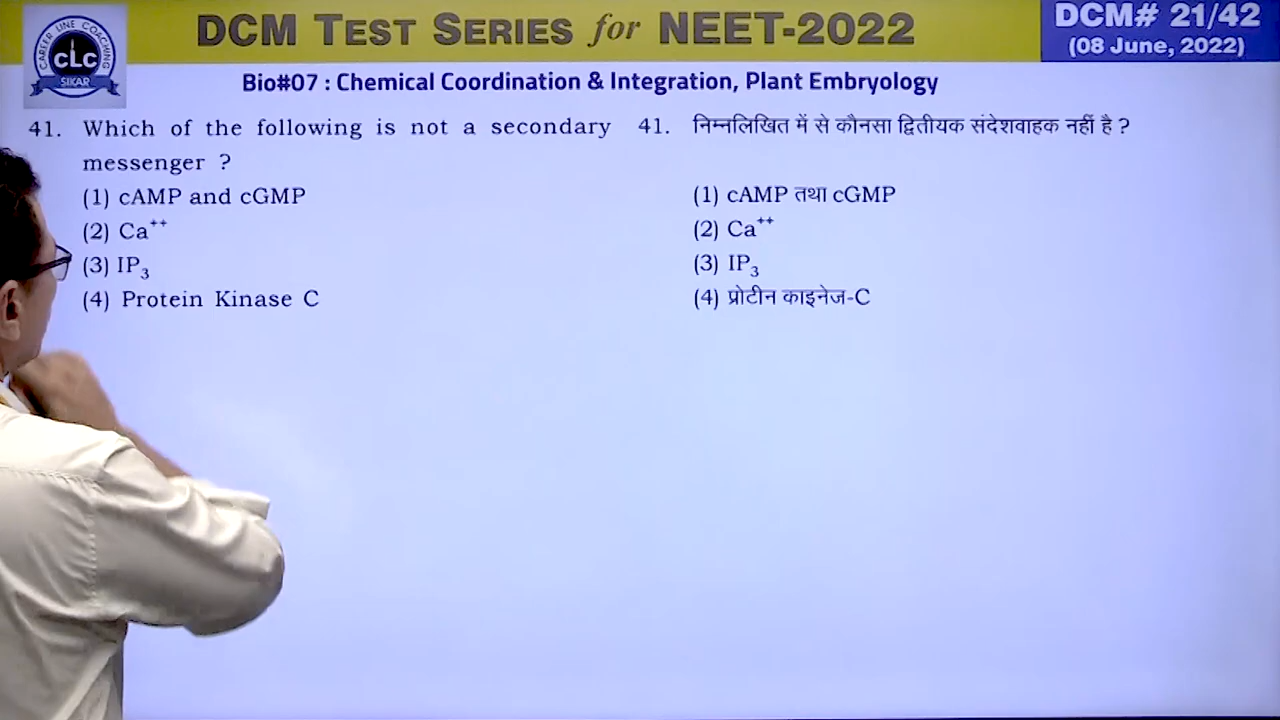 DCM TEST SERIES for NEET-2022
DCM# 21/42
(08 June, 2022)
CAREER LINE COACHING
CLC
SIKAR
Bio#07 : Chemical Coordination & Integration, Plant Embryology
41. Which of the following is not a secondary
messenger ?
(1) cAMP and cGMP
(2) Ca⁺⁺
(3) IP₃
(4) Protein Kinase C
41. निम्नलिखित में से कौनसा द्वितीयक संदेशवाहक नहीं है ?
(1) cAMP तथा cGMP
(2) Ca⁺⁺
(3) IP₃
(4) प्रोटीन काइनेज-C